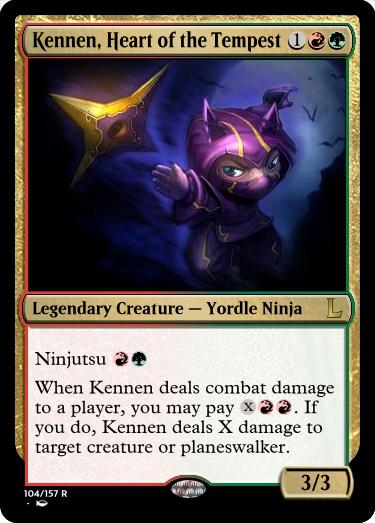 Kennen, Heart of the Tempest 1
Legendary Creature — Yordle Ninja L
Ninjutsu
When Kennen deals combat damage
to a player, you may pay X. If
you do, Kennen deals X damage to
target creature or planeswalker.
3/3
104/157 R